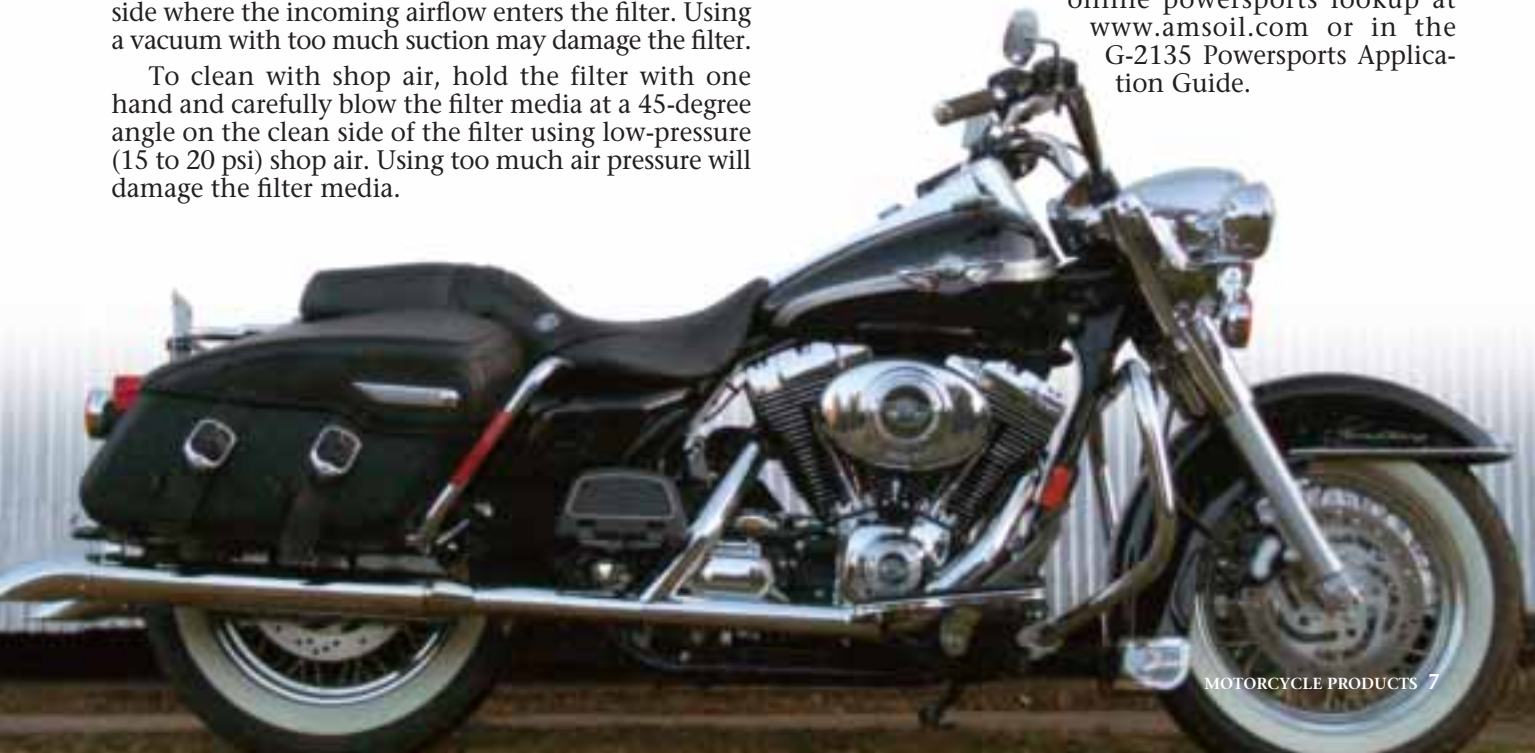 side where the incoming airflow enters the filter. Using
a vacuum with too much suction may damage the filter.
To clean with shop air, hold the filter with one
hand and carefully blow the filter media at a 45-degree
angle on the clean side of the filter using low-pressure
(15 to 20 psi) shop air. Using too much air pressure will
damage the filter media.
online powersports lookup at
www.amsoil.com or in the
G-2135 Powersports Applica-
tion Guide.
MOTORCYCLE PRODUCTS 7